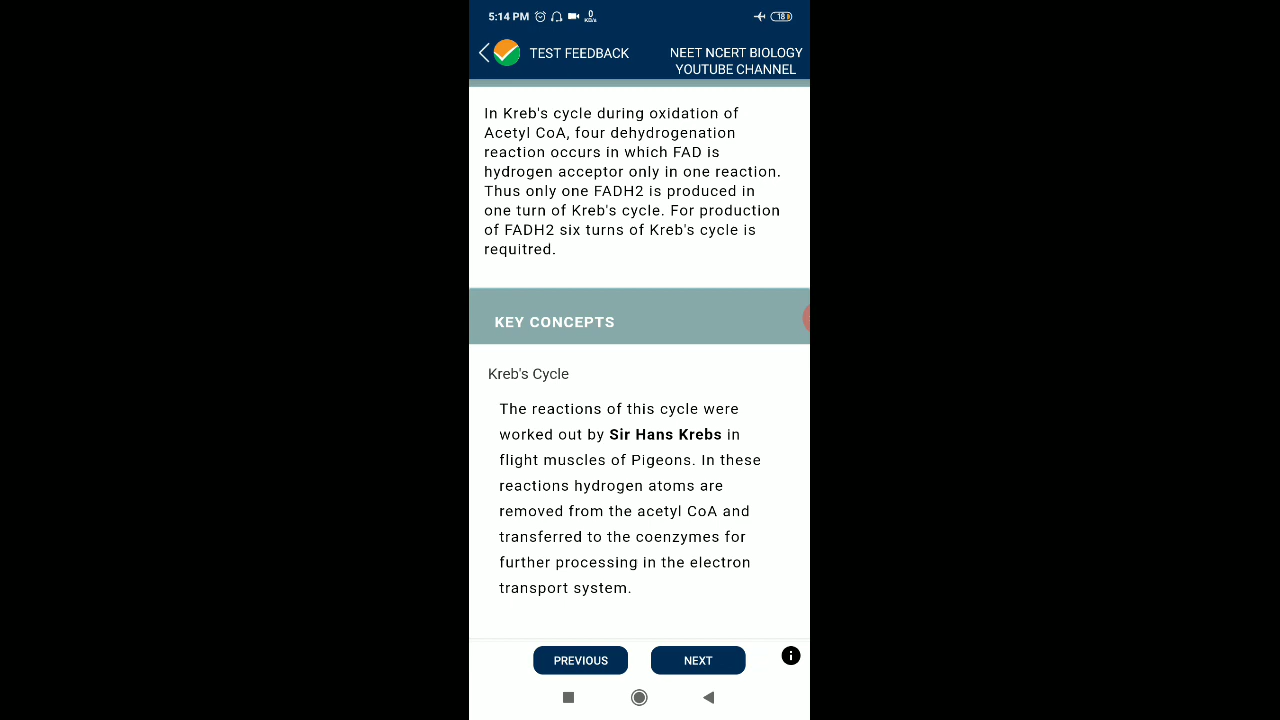 5:14 PM 0 KB/s 18
TEST FEEDBACK NEET NCERT BIOLOGY
YOUTUBE CHANNEL
In Kreb's cycle during oxidation of
Acetyl CoA, four dehydrogenation
reaction occurs in which FAD is
hydrogen acceptor only in one reaction.
Thus only one FADH2 is produced in
one turn of Kreb's cycle. For production
of FADH2 six turns of Kreb's cycle is
requitred.
KEY CONCEPTS
Kreb's Cycle
The reactions of this cycle were
worked out by Sir Hans Krebs in
flight muscles of Pigeons. In these
reactions hydrogen atoms are
removed from the acetyl CoA and
transferred to the coenzymes for
further processing in the electron
transport system.
PREVIOUS NEXT